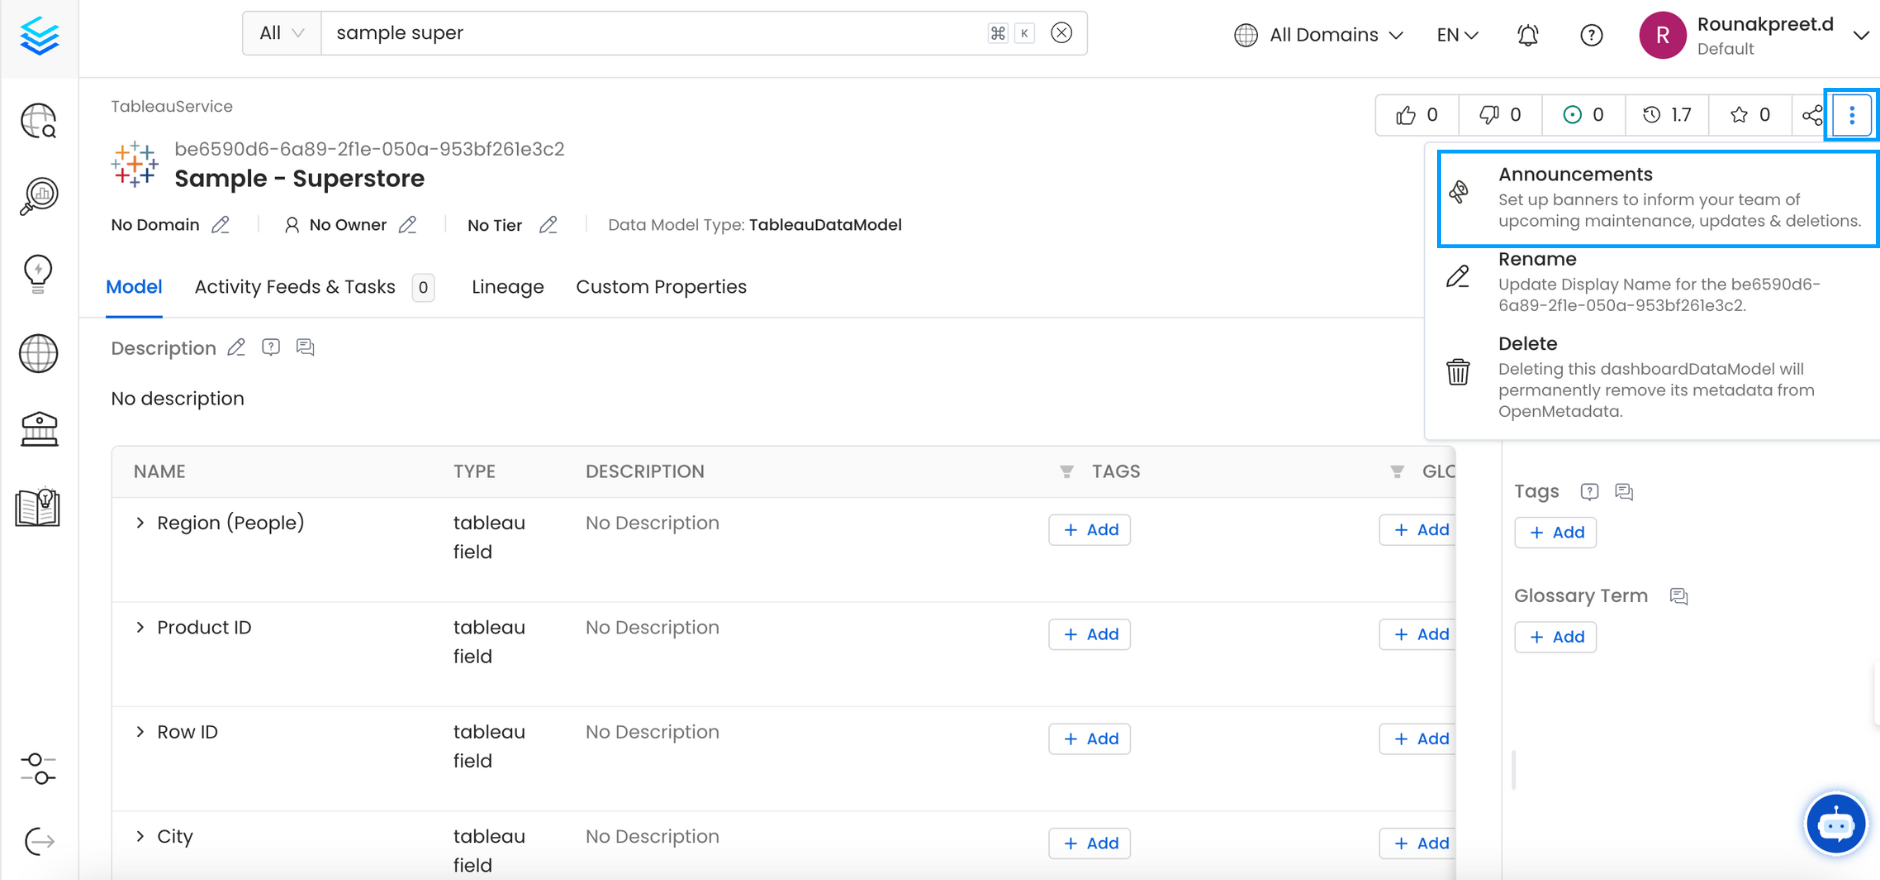 All
sample super
⌘ K
All Domains
EN
R
Rounakpreet.d
Default
TableauService
0
0
0
1.7
0
be6590d6-6a89-2f1e-050a-953bf261e3c2
Sample - Superstore
No Domain
No Owner
No Tier
Data Model Type: TableauDataModel
Announcements
Set up banners to inform your team of
upcoming maintenance, updates & deletions.
Rename
Update Display Name for the be6590d6-
6a89-2f1e-050a-953bf261e3c2.
Delete
Deleting this dashboardDataModel will
permanently remove its metadata from
OpenMetadata.
Model
Activity Feeds & Tasks 0
Lineage
Custom Properties
Description
No description
NAME TYPE DESCRIPTION TAGS GLO
Region (People) tableau field No Description + Add + Add
Product ID tableau field No Description + Add + Add
Row ID tableau field No Description + Add + Add
City tableau field No Description + Add + Add
Tags
+ Add
Glossary Term
+ Add